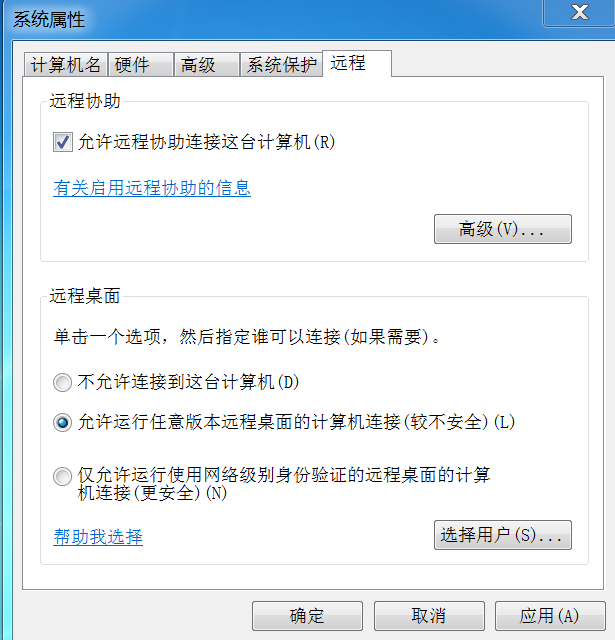 系统属性
计算机名 硬件 高级 系统保护 远程
远程协助
允许远程协助连接这台计算机(R)
有关启用远程协助的信息
高级(V)...
远程桌面
单击一个选项，然后指定谁可以连接(如果需要)。
不允许连接到这台计算机(D)
允许运行任意版本远程桌面的计算机连接(较不安全)(L)
仅允许运行使用网络级别身份验证的远程桌面的计算
机连接(更安全)(N)
帮助我选择 选择用户(S)...
确定 取消 应用(A)